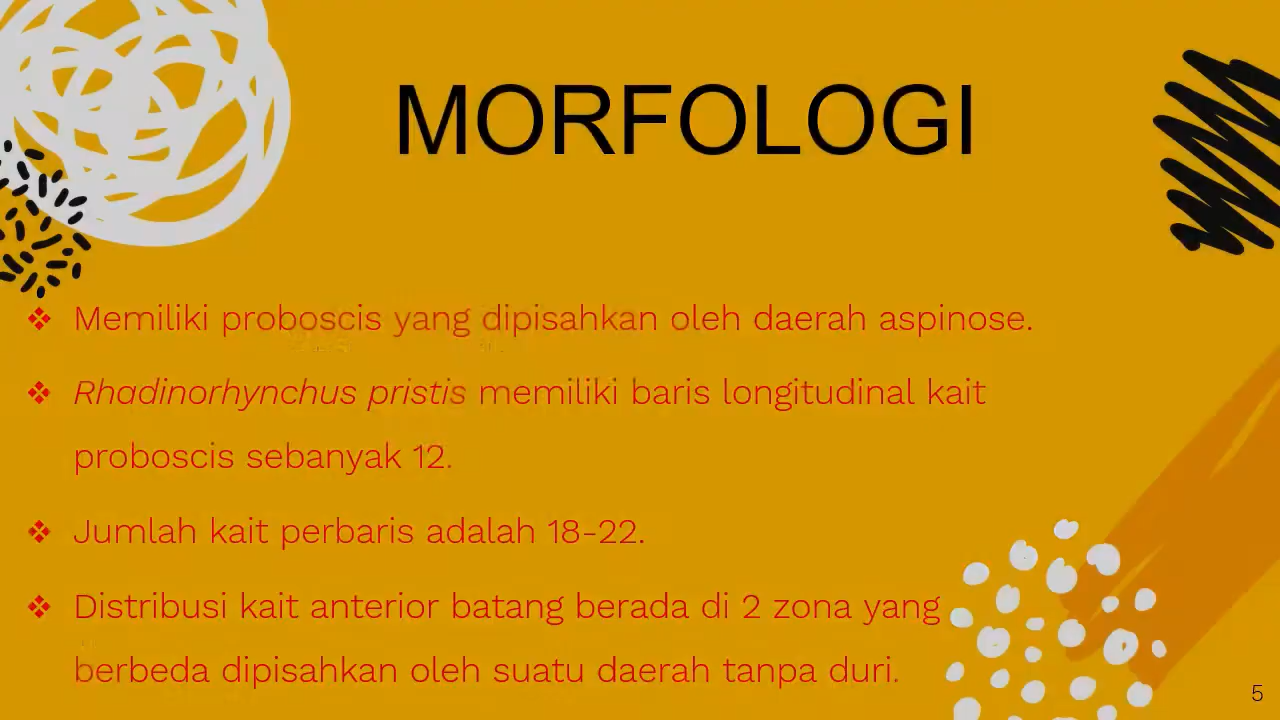 MORFOLOGI
❖ Memiliki proboscis yang dipisahkan oleh daerah aspinose.
❖ Rhadinorhynchus pristis memiliki baris longitudinal kait
proboscis sebanyak 12.
❖ Jumlah kait perbaris adalah 18-22.
❖ Distribusi kait anterior batang berada di 2 zona yang
berbeda dipisahkan oleh suatu daerah tanpa duri.
5